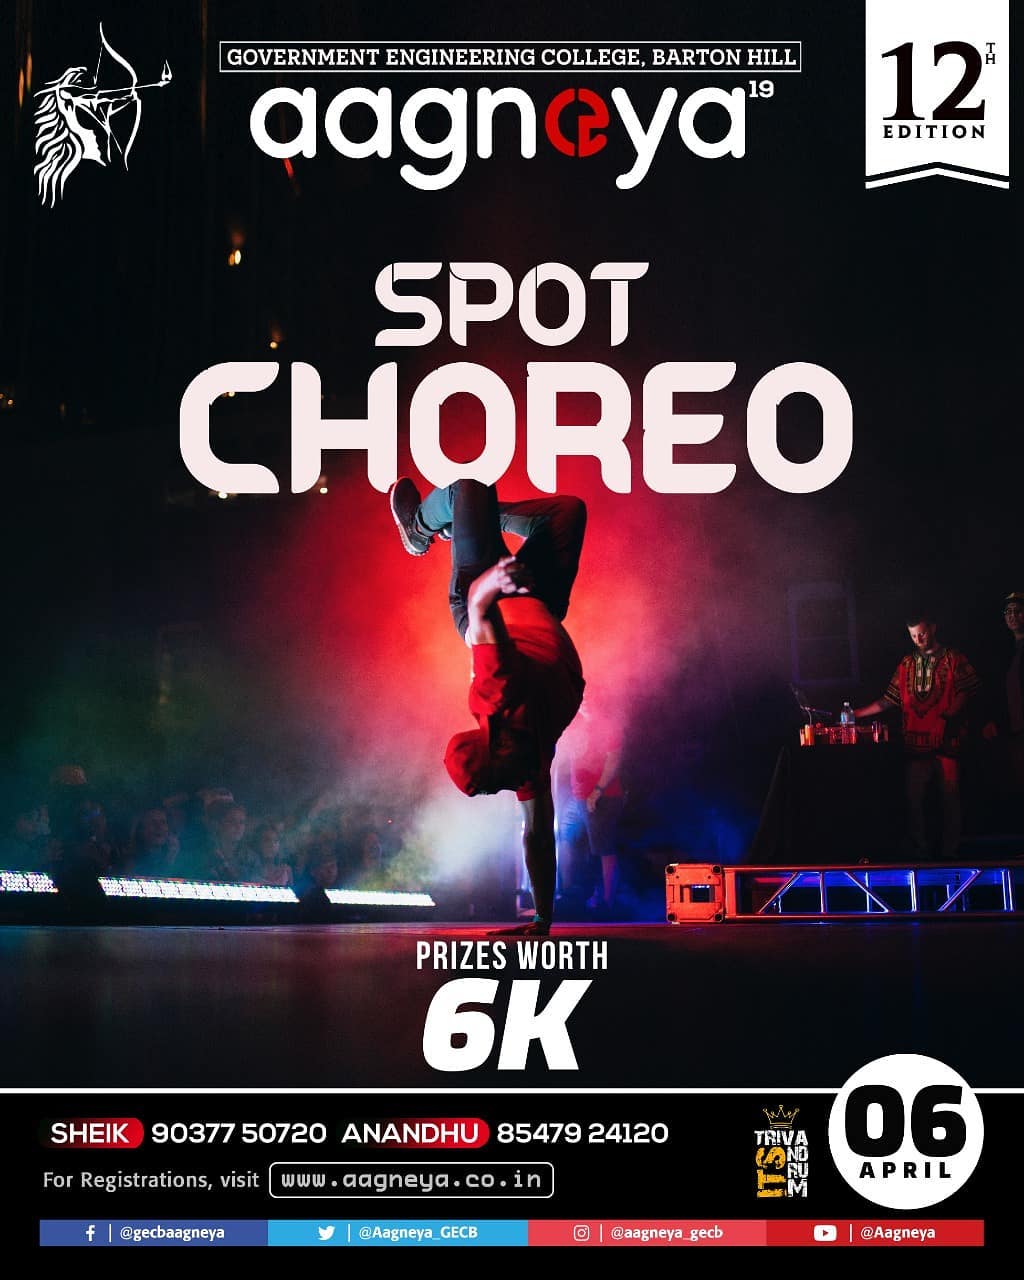 GOVERNMENT ENGINEERING COLLEGE, BARTON HILL
aagneya19
12TH
EDITION
SPOT
CHOREO
PRIZES WORTH
6K
SHEIK 90377 50720 ANANDHU 85479 24120
For Registrations, visit www.aagneya.co.in
ITS TRIVANDRUM
06
APRIL
@gecbaagneya @Aagneya_GECB @aagneya_gecb @Aagneya